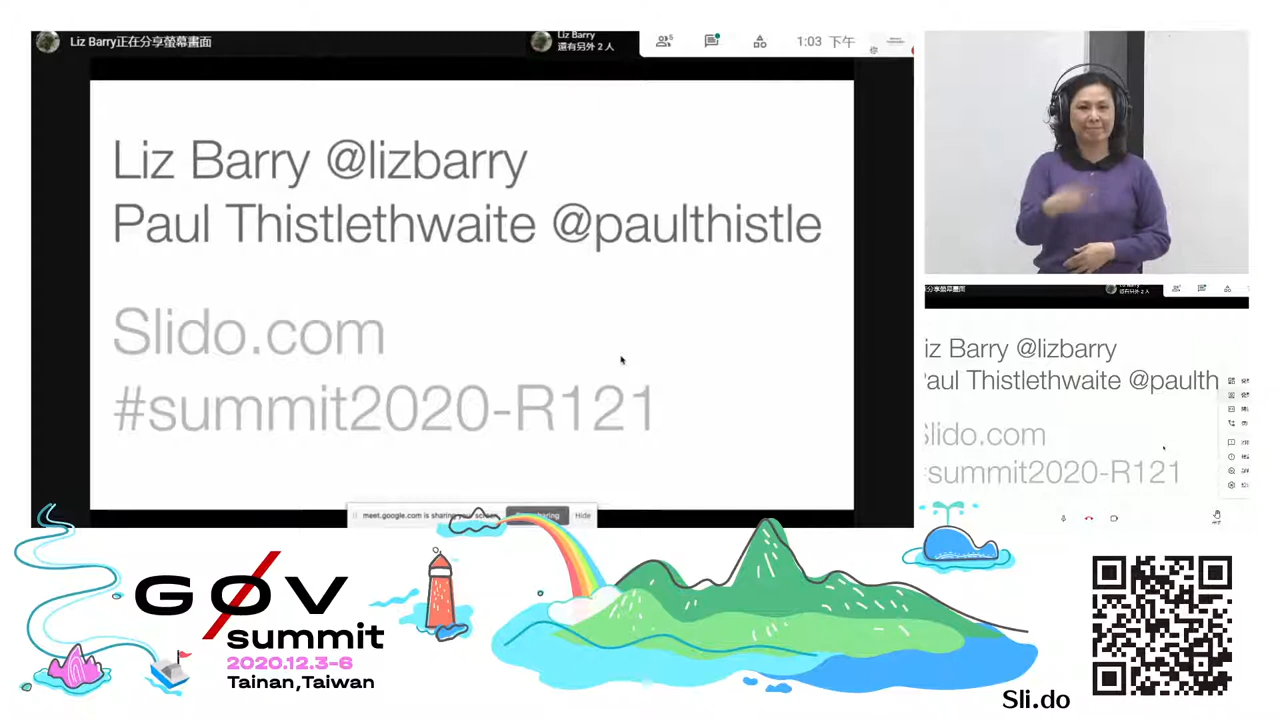 Liz Barry正在分享螢幕畫面
Liz Barry
還有另外 2 人
5
1:03 下午
你
Liz Barry @lizbarry
Paul Thistlethwaite @paulthistle
Slido.com
#summit2020-R121
meet.google.com is sharing your screen.
Hide
iz Barry @lizbarry
Paul Thistlethwaite @paulth
Slido.com
summit2020-R121
GØV
summit
2020.12.3-6
Tainan,Taiwan
Sli.do